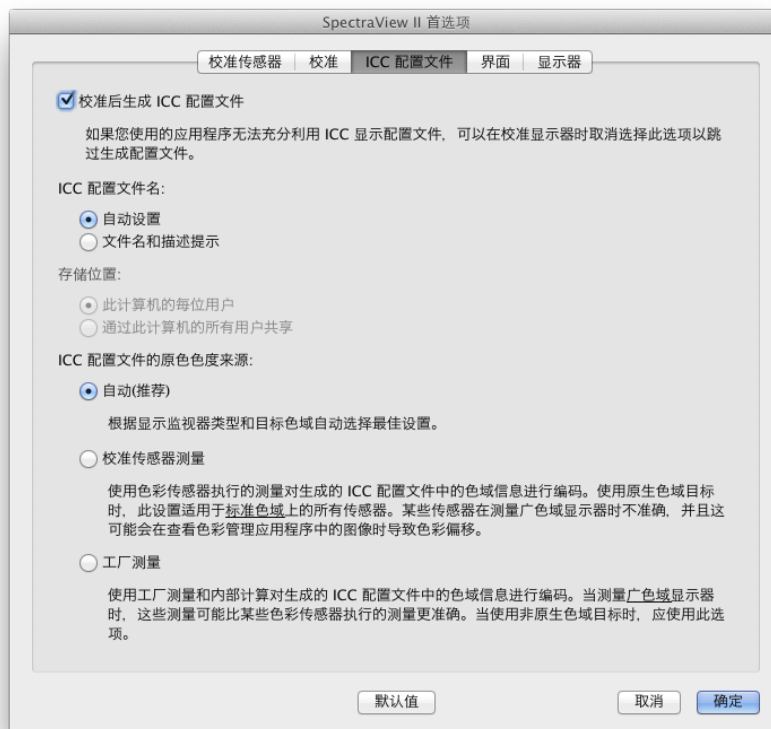 SpectraView II 首选项
校准传感器 校准 ICC 配置文件 界面 显示器
校准后生成 ICC 配置文件
如果您使用的应用程序无法充分利用 ICC 显示配置文件，可以在校准显示器时取消选择此选项以跳
过生成配置文件。
ICC 配置文件名:
自动设置
文件名和描述提示
存储位置:
此计算机的每位用户
通过此计算机的所有用户共享
ICC 配置文件的原色色度来源:
自动(推荐)
根据显示监视器类型和目标色域自动选择最佳设置。
校准传感器测量
使用色彩传感器执行的测量对生成的 ICC 配置文件中的色域信息进行编码。使用原生色域目标
时，此设置适用于标准色域上的所有传感器。某些传感器在测量广色域显示器时不准确，并且这
可能会在查看色彩管理应用程序中的图像时导致色彩偏移。
工厂测量
使用工厂测量和内部计算对生成的 ICC 配置文件中的色域信息进行编码。当测量广色域显示器
时，这些测量可能比某些色彩传感器执行的测量更准确。当使用非原生色域目标时，应使用此选
项。
默认值 取消 确定